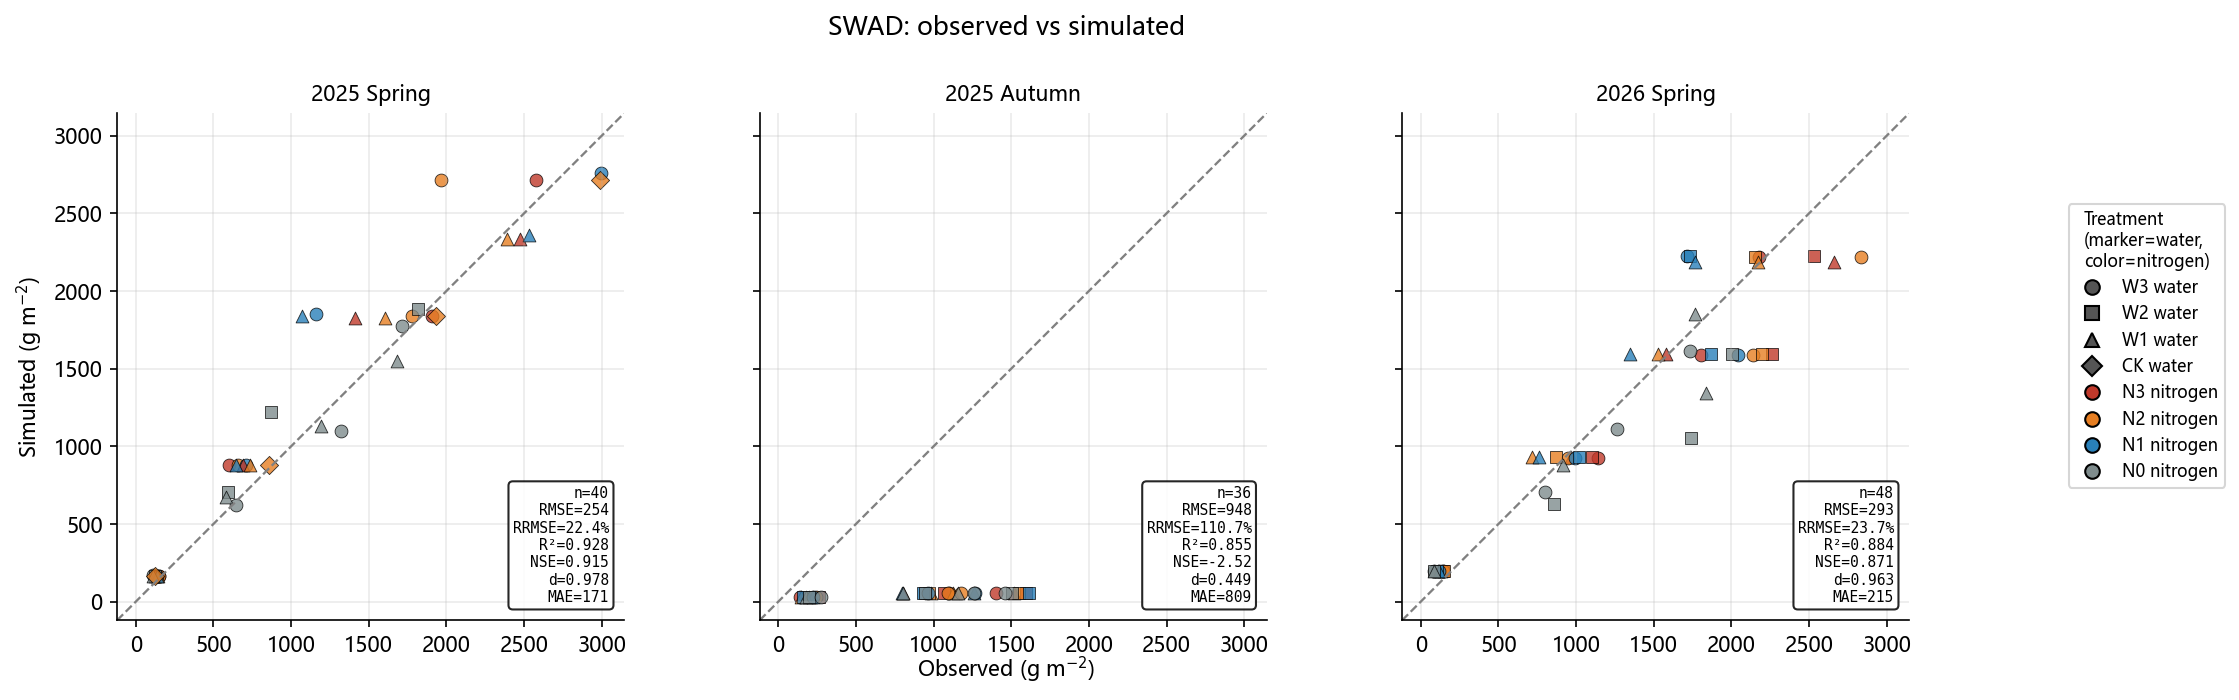 SWAD: observed vs simulated
2025 Spring
2025 Autumn
2026 Spring
Simulated (g m⁻²)
3000
2500
2000
1500
1000
500
0
n=40
RMSE=254
RRMSE=22.4%
R²=0.928
NSE=0.915
d=0.978
MAE=171
0 500 1000 1500 2000 2500 3000
n=36
RMSE=948
RRMSE=110.7%
R²=0.855
NSE=-2.52
d=0.449
MAE=809
0 500 1000 1500 2000 2500 3000
Observed (g m⁻²)
n=48
RMSE=293
RRMSE=23.7%
R²=0.884
NSE=0.871
d=0.963
MAE=215
0 500 1000 1500 2000 2500 3000
Treatment
(marker=water,
color=nitrogen)
W3 water
W2 water
W1 water
CK water
N3 nitrogen
N2 nitrogen
N1 nitrogen
N0 nitrogen